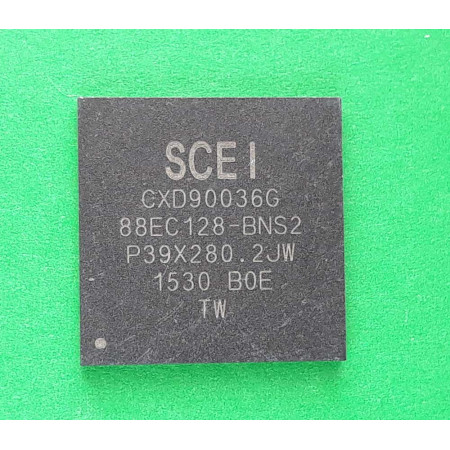 SCEI
CXD90036G
88EC128-BNS2
P39X280.2JW
1530 B0E
TW